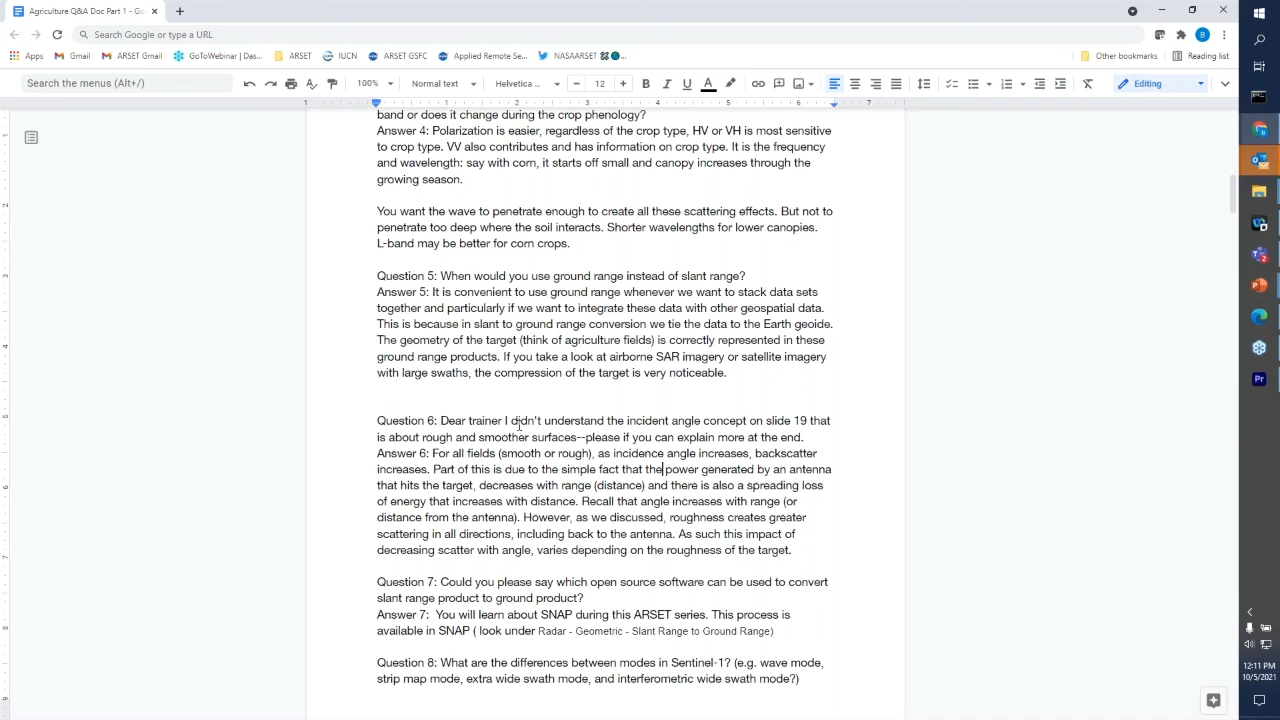 Agriculture Q&A Doc Part 1 - Go
Search Google or type a URL
B
Apps
Gmail
ARSET Gmail
GoToWebinar | Das...
ARSET
IUCN
ARSET GSFC
Applied Remote Se...
NASAARSET
Other bookmarks
Reading list
Search the menus (Alt+/)
100%
Normal text
Helvetica ...
12
B I U A
Editing
1 2 3 4 5 6 7
band or does it change during the crop phenology?
Answer 4: Polarization is easier, regardless of the crop type, HV or VH is most sensitive
to crop type. VV also contributes and has information on crop type. It is the frequency
and wavelength: say with corn, it starts off small and canopy increases through the
growing season.
You want the wave to penetrate enough to create all these scattering effects. But not to
penetrate too deep where the soil interacts. Shorter wavelengths for lower canopies.
L-band may be better for corn crops.
Question 5: When would you use ground range instead of slant range?
Answer 5: It is convenient to use ground range whenever we want to stack data sets
together and particularly if we want to integrate these data with other geospatial data.
This is because in slant to ground range conversion we tie the data to the Earth geoide.
The geometry of the target (think of agriculture fields) is correctly represented in these
ground range products. If you take a look at airborne SAR imagery or satellite imagery
with large swaths, the compression of the target is very noticeable.
Question 6: Dear trainer I didn't understand the incident angle concept on slide 19 that
is about rough and smoother surfaces--please if you can explain more at the end.
Answer 6: For all fields (smooth or rough), as incidence angle increases, backscatter
increases. Part of this is due to the simple fact that the power generated by an antenna
that hits the target, decreases with range (distance) and there is also a spreading loss
of energy that increases with distance. Recall that angle increases with range (or
distance from the antenna). However, as we discussed, roughness creates greater
scattering in all directions, including back to the antenna. As such this impact of
decreasing scatter with angle, varies depending on the roughness of the target.
Question 7: Could you please say which open source software can be used to convert
slant range product to ground product?
Answer 7:  You will learn about SNAP during this ARSET series. This process is
available in SNAP ( look under Radar - Geometric - Slant Range to Ground Range)
Question 8: What are the differences between modes in Sentinel-1? (e.g. wave mode,
strip map mode, extra wide swath mode, and interferometric wide swath mode?)
Pr
12:11 PM
10/5/2021